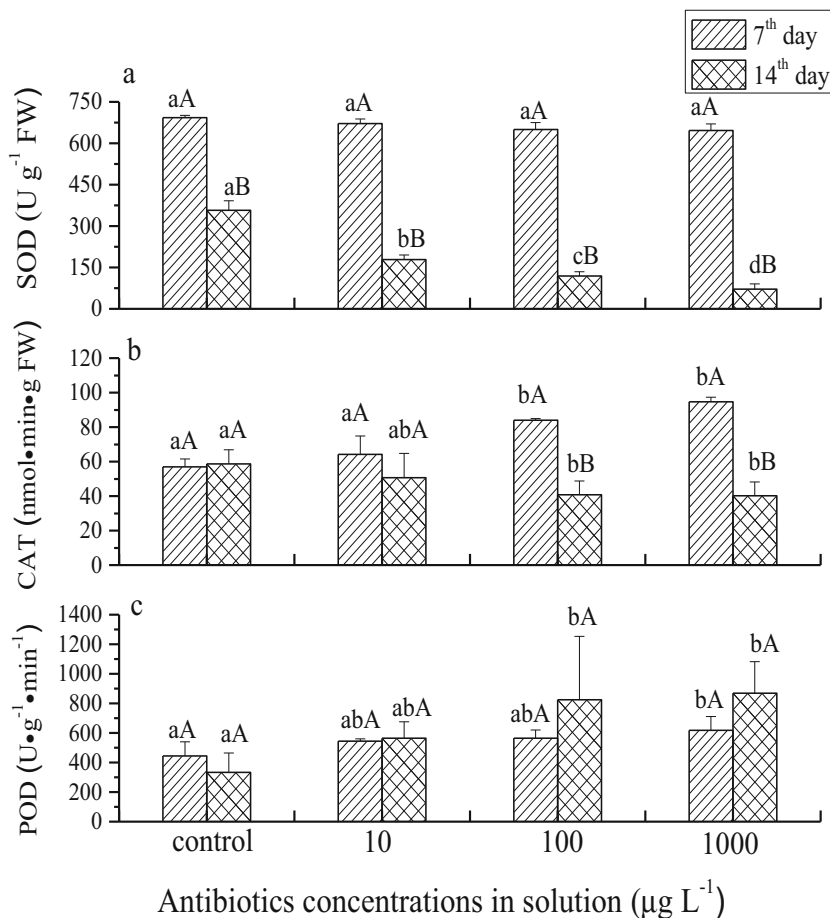 7th day
14th day
a
SOD (U g-1 FW)
750
600
450
300
150
0
aA
aB
aA
bB
aA
cB
aA
dB
b
CAT (nmol•min•g FW)
120
100
80
60
40
20
0
aA
aA
aA
abA
bA
bB
bA
bB
c
POD (U•g-1•min-1)
1400
1200
1000
800
600
400
200
0
aA
aA
abA
abA
abA
bA
bA
bA
control
10
100
1000
Antibiotics concentrations in solution (μg L-1)